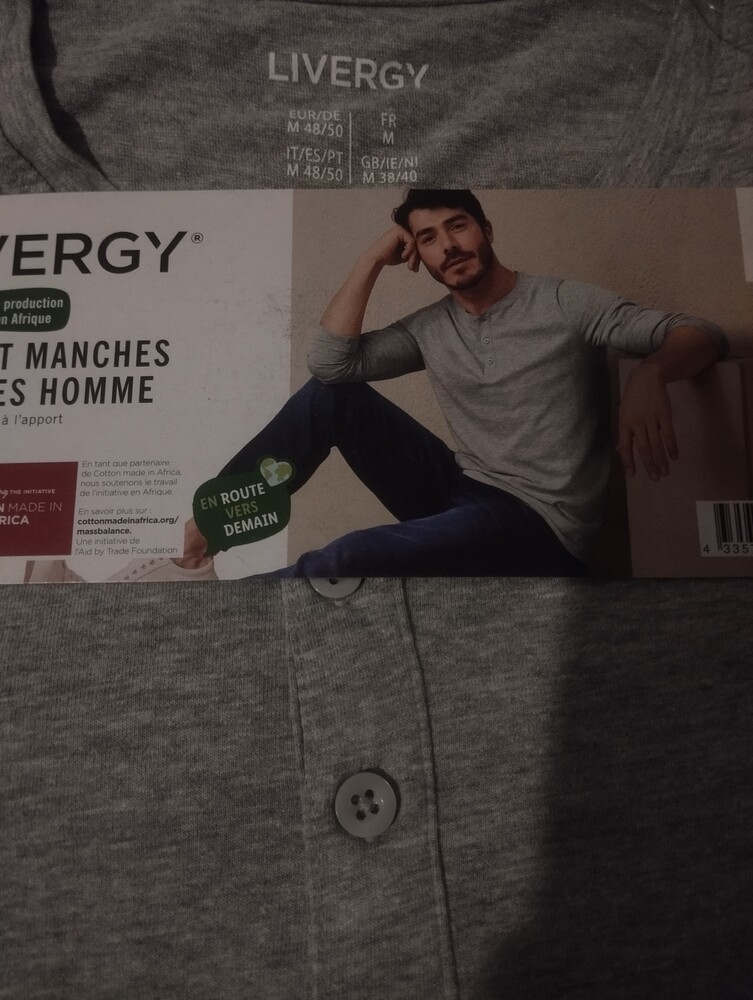 LIVERGY
EUR/DE
M 48/50
FR
M
IT/ES/PT
M 48/50
GB/IE/NI
M 38/40
VERGY®
production
en Afrique
T MANCHES
ES HOMME
à l'apport
THE INITIATIVE
N MADE IN
RICA
En tant que partenaire
de Cotton made in Africa,
nous soutenons le travail
de l'initiative en Afrique.
En savoir plus sur :
cottonmadeinafrica.org/
massbalance.
Une initiative de
l'Aid by Trade Foundation
EN ROUTE
VERS
DEMAIN
4 335